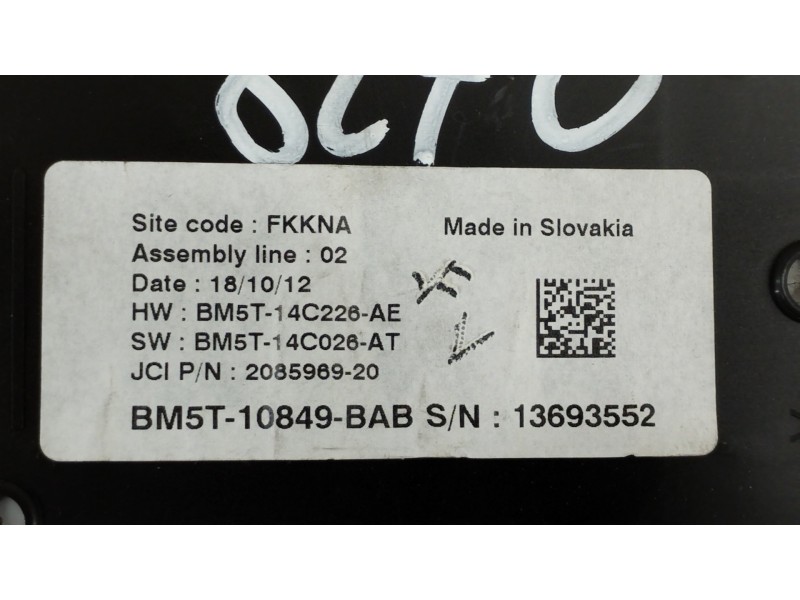 Site code : FKKNA Made in Slovakia
Assembly line : 02
Date : 18/10/12
HW : BM5T-14C226-AE
SW : BM5T-14C026-AT
JCI P/N : 2085969-20
BM5T-10849-BAB S/N : 13693552